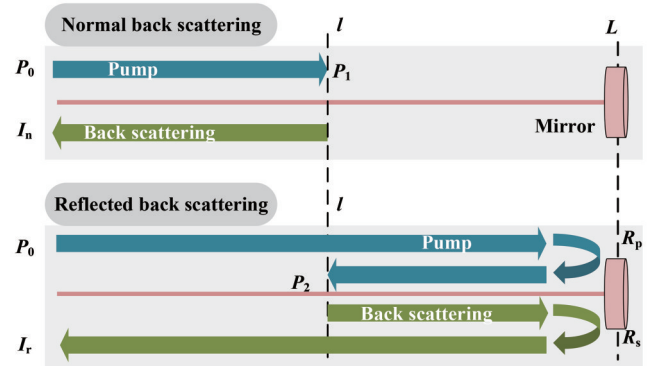 Normal back scattering
l
L
P0
Pump
P1
In
Back scattering
Mirror
Reflected back scattering
l
P0
Pump
Rp
P2
Back scattering
Ir
Rs